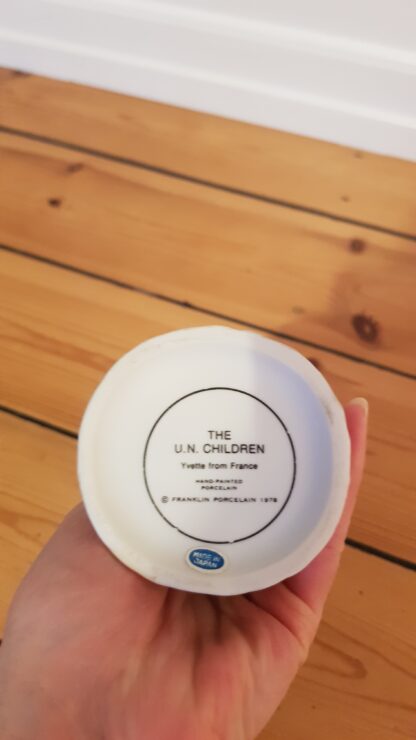 THE
U.N. CHILDREN
Yvette from France
HAND-PAINTED
PORCELAIN
© FRANKLIN PORCELAIN 1978
MADE IN
JAPAN